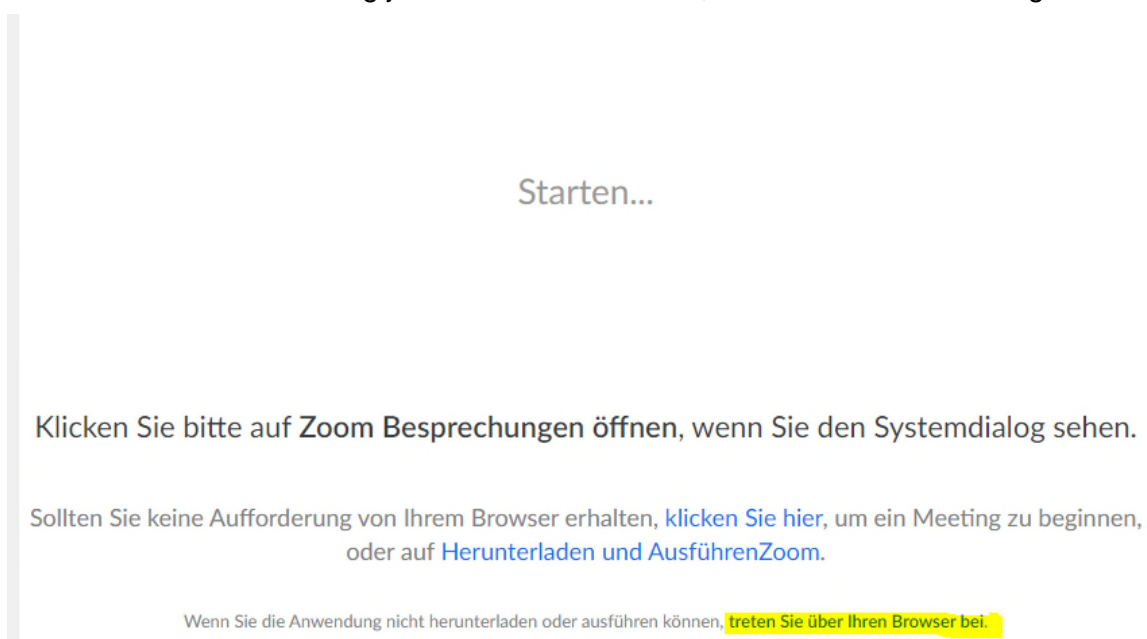 Starten...
Klicken Sie bitte auf Zoom Besprechungen öffnen, wenn Sie den Systemdialog sehen.
Sollten Sie keine Aufforderung von Ihrem Browser erhalten, klicken Sie hier, um ein Meeting zu beginnen,
oder auf Herunterladen und AusführenZoom.
Wenn Sie die Anwendung nicht herunterladen oder ausführen können, treten Sie über Ihren Browser bei.